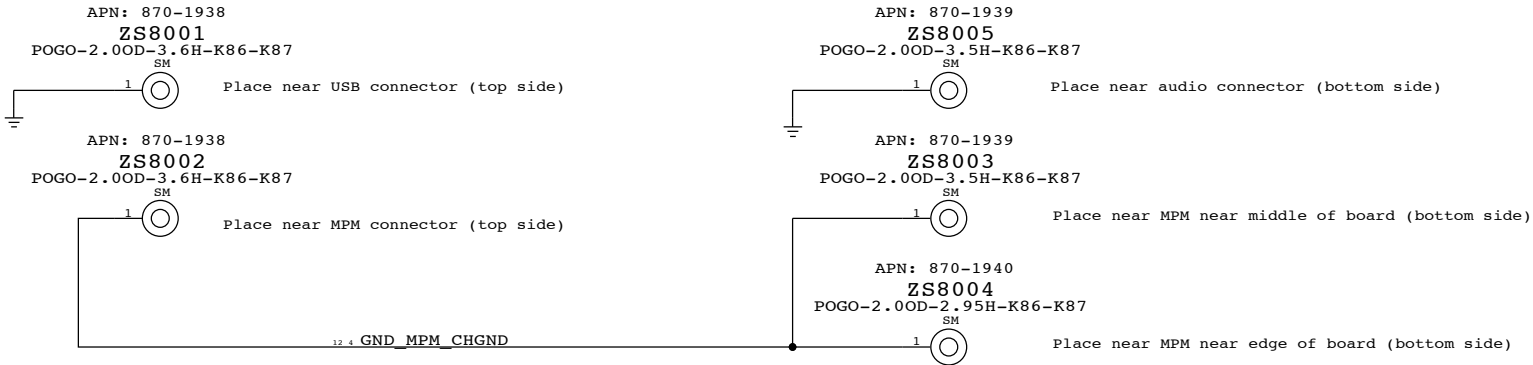 APN: 870-1938
ZS8001
POGO-2.0OD-3.6H-K86-K87
SM
1
Place near USB connector (top side)
APN: 870-1939
ZS8005
POGO-2.0OD-3.5H-K86-K87
SM
1
Place near audio connector (bottom side)
APN: 870-1938
ZS8002
POGO-2.0OD-3.6H-K86-K87
SM
1
Place near MPM connector (top side)
APN: 870-1939
ZS8003
POGO-2.0OD-3.5H-K86-K87
SM
1
Place near MPM near middle of board (bottom side)
APN: 870-1940
ZS8004
POGO-2.0OD-2.95H-K86-K87
SM
12 4 GND_MPM_CHGND
1
Place near MPM near edge of board (bottom side)